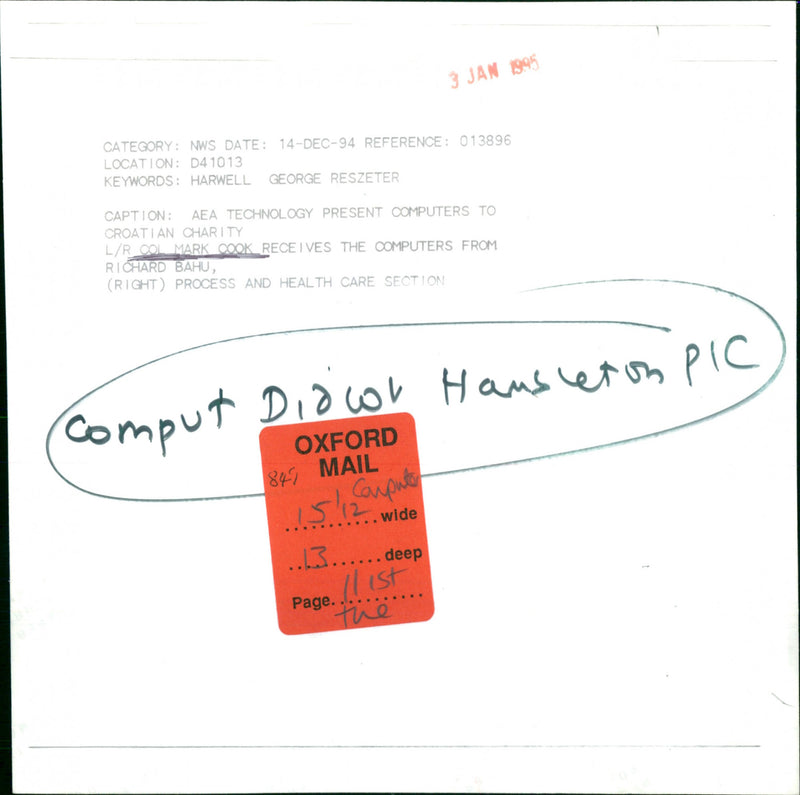 3 JAN 1995
CATEGORY: NWS DATE: 14-DEC-94 REFERENCE: 013896
LOCATION: D41013
KEYWORDS: HARWELL GEORGE RESZETER
CAPTION: AEA TECHNOLOGY PRESENT COMPUTERS TO
CROATIAN CHARITY
L/R COL MARK COOK RECEIVES THE COMPUTERS FROM
RICHARD BAHU,
(RIGHT) PROCESS AND HEALTH CARE SECTION
Comput Didcot Hamsleton PIC
OXFORD
MAIL
Computer
15/12 wide
13 deep
Page 11 1st
tue